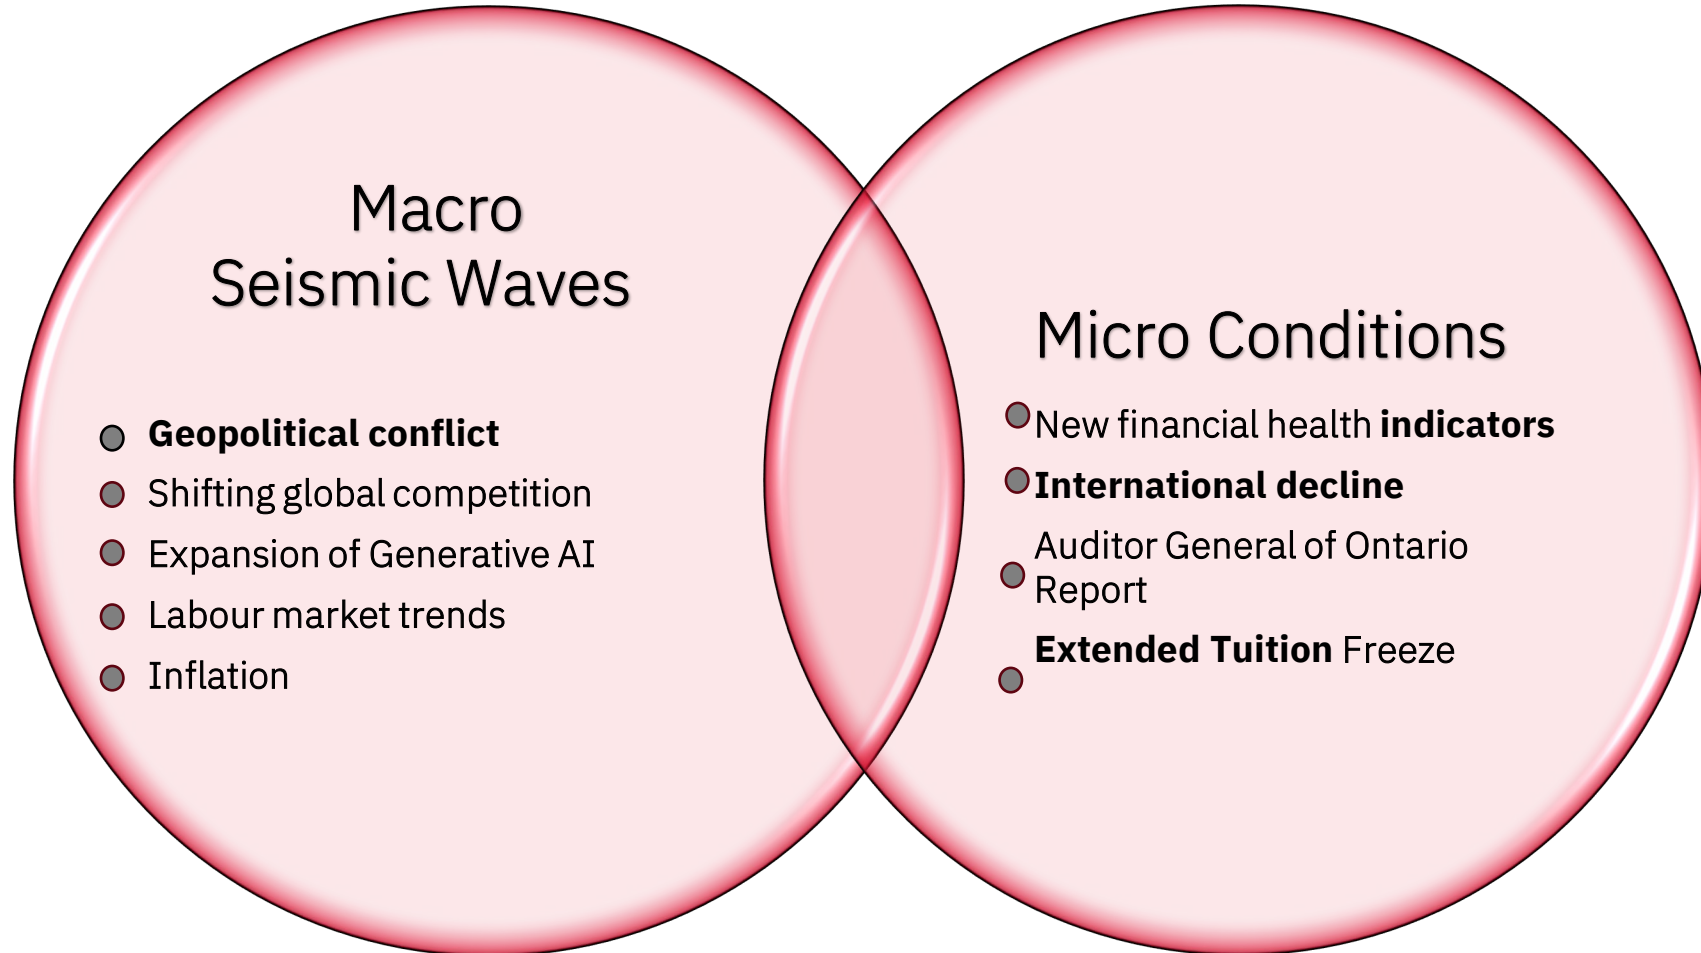 Macro
Seismic Waves
Geopolitical conflict
Shifting global competition
Expansion of Generative AI
Labour market trends
Inflation
Micro Conditions
New financial health indicators
International decline
Auditor General of Ontario
Report
Extended Tuition Freeze